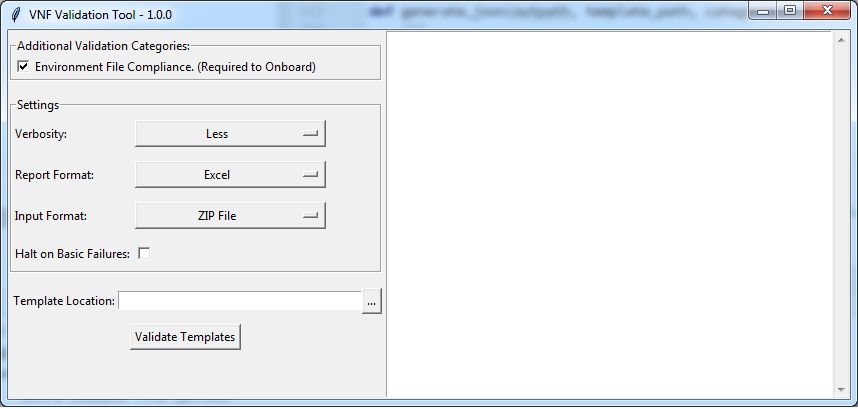 VNF Validation Tool - 1.0.0
Additional Validation Categories:
Environment File Compliance. (Required to Onboard)
Settings
Verbosity:
Less
Report Format:
Excel
Input Format:
ZIP File
Halt on Basic Failures:
Template Location:
...
Validate Templates